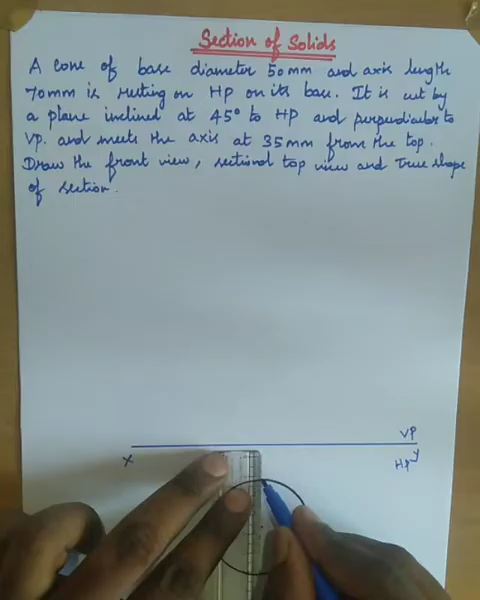 Section of Solids
A cone of base diameter 50mm and axis length
70mm is resting on HP on its base. It is cut by
a plane inclined at 45° to HP and perpendicular to
VP. and meets the axis at 35mm from the top.
Draw the front view, sectional top view and True shape
of section.
VP
X
HP
Y